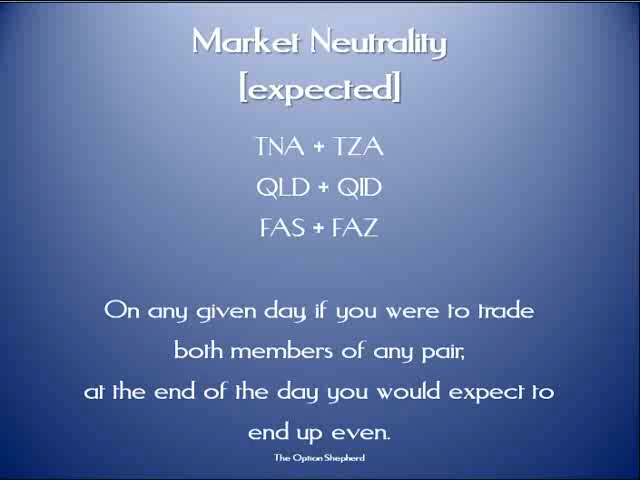 Market Neutrality
[expected]
TNA + TZA
QLD + QID
FAS + FAZ
On any given day, if you were to trade
both members of any pair,
at the end of the day you would expect to
end up even.
The Option Shepherd